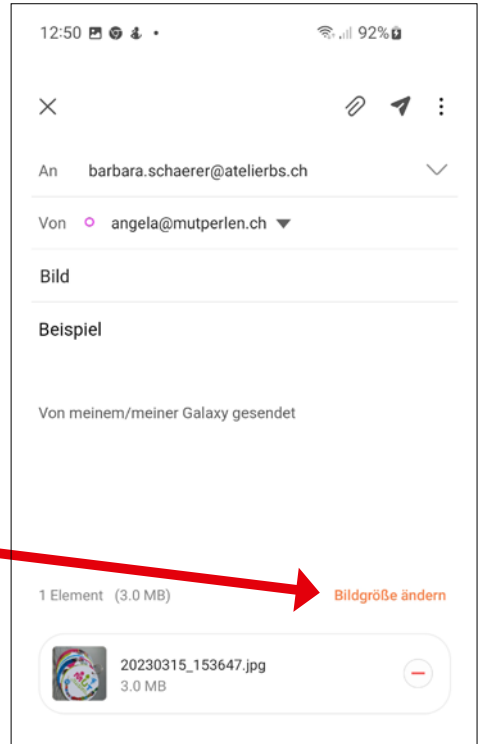 12:50 92%
An barbara.schaerer@atelierbs.ch
Von angela@mutperlen.ch
Bild
Beispiel
Von meinem/meiner Galaxy gesendet
1 Element (3.0 MB) Bildgröße ändern
20230315_153647.jpg
3.0 MB